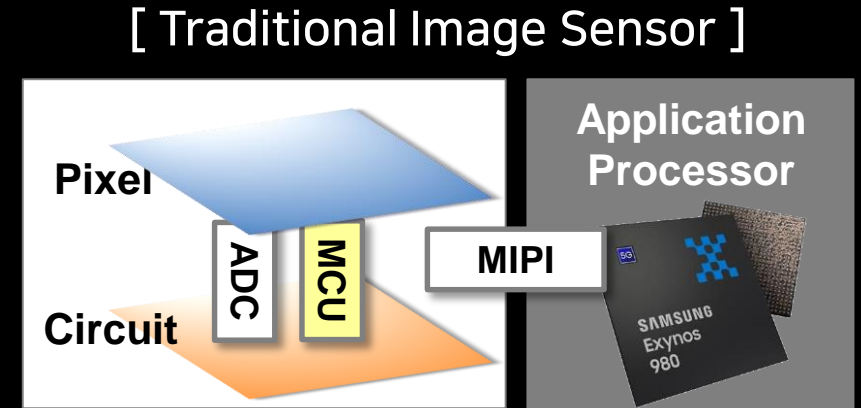 [ Traditional Image Sensor ]
Pixel
ADC
MCU
Circuit
MIPI
Application
Processor
5G
SAMSUNG
Exynos
980